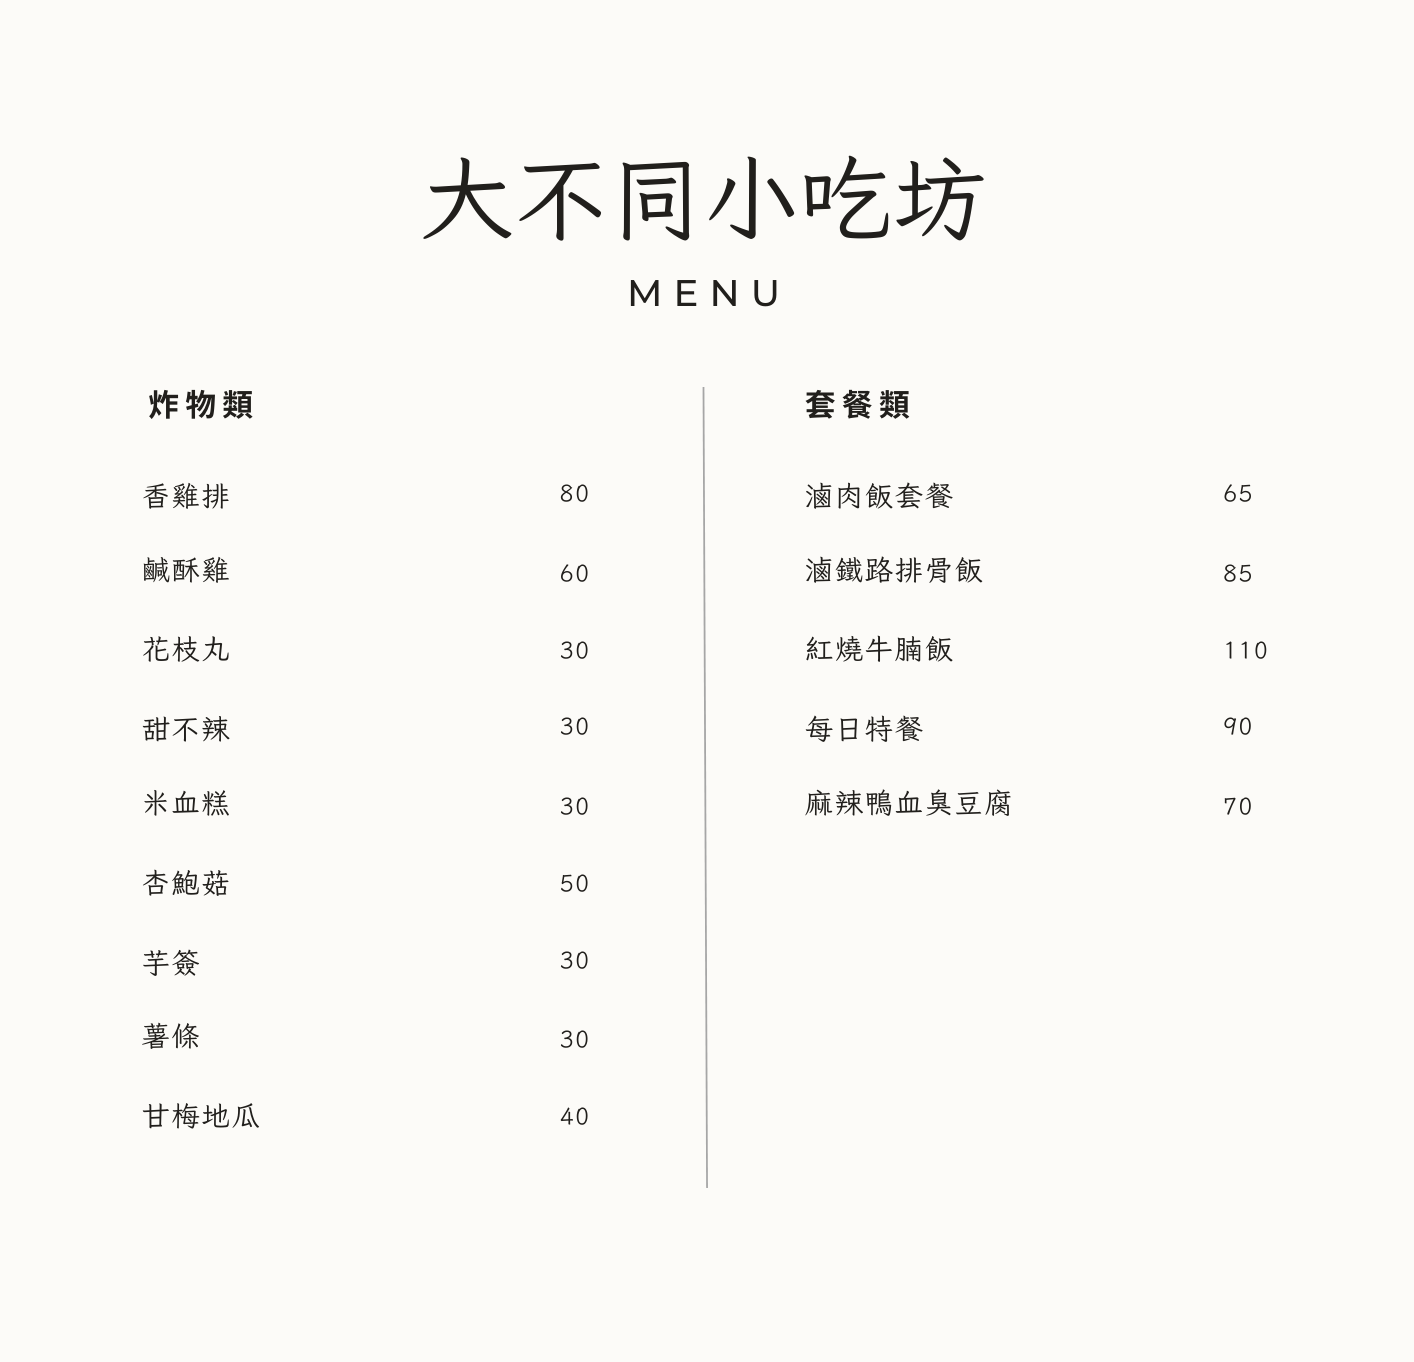 大不同小吃坊
MENU
炸物類
香雞排 80
鹹酥雞 60
花枝丸 30
甜不辣 30
米血糕 30
杏鮑菇 50
芋簽 30
薯條 30
甘梅地瓜 40
套餐類
滷肉飯套餐 65
滷鐵路排骨飯 85
紅燒牛腩飯 110
每日特餐 90
麻辣鴨血臭豆腐 70